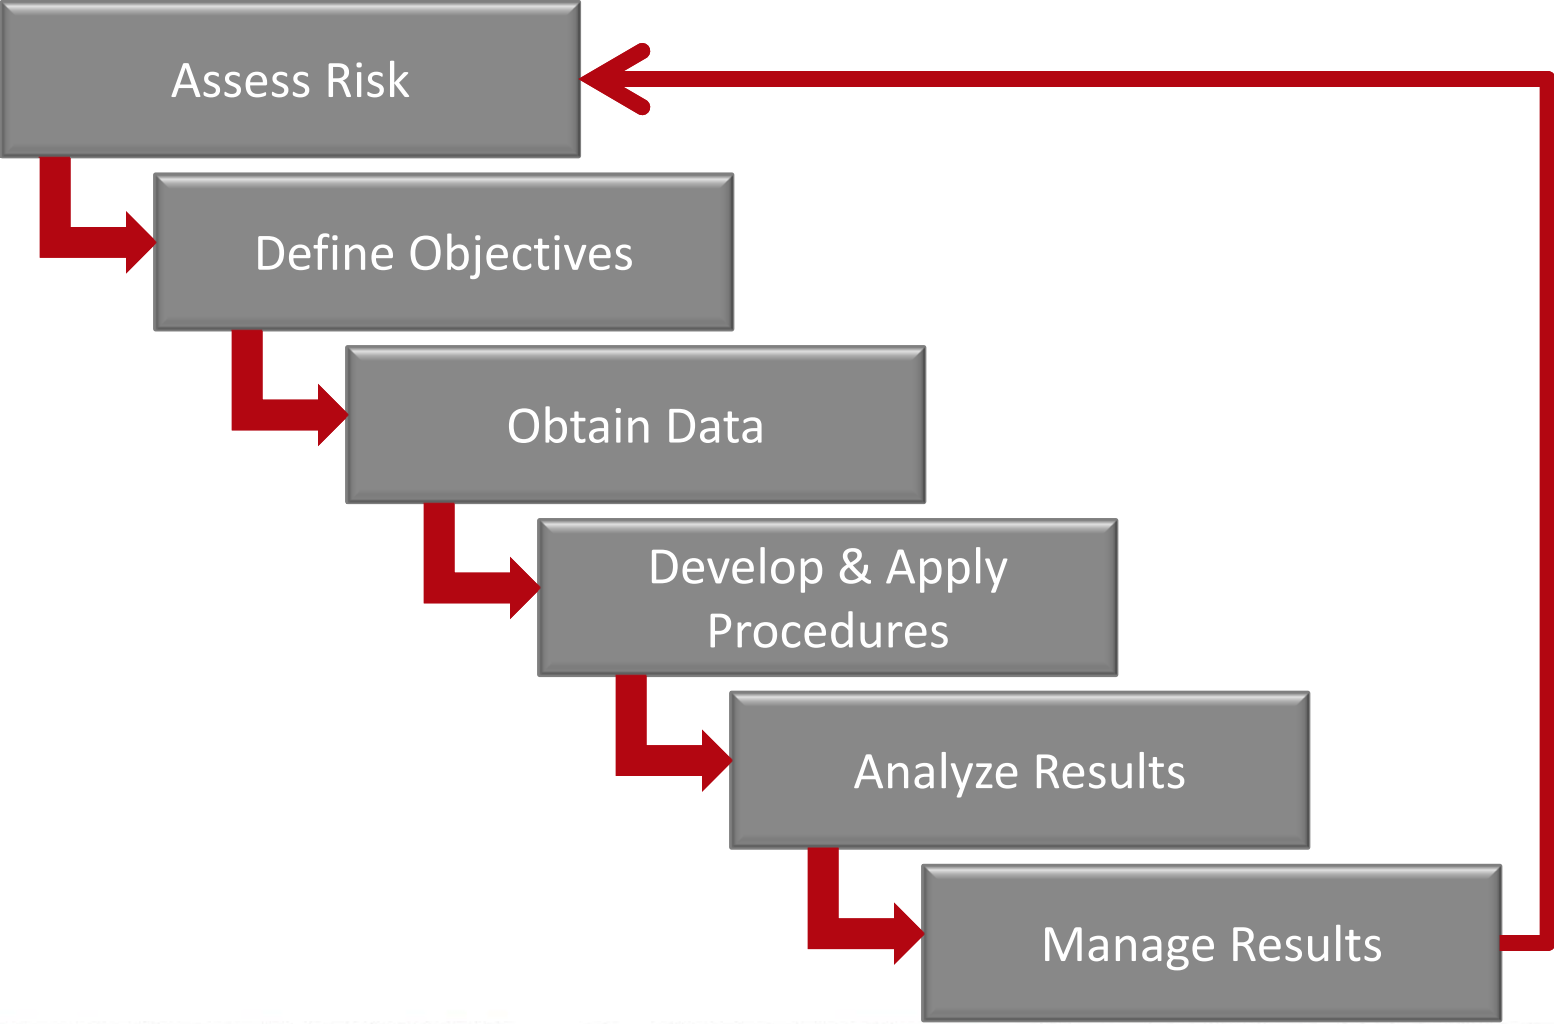 Assess Risk
Define Objectives
Obtain Data
Develop & Apply
Procedures
Analyze Results
Manage Results